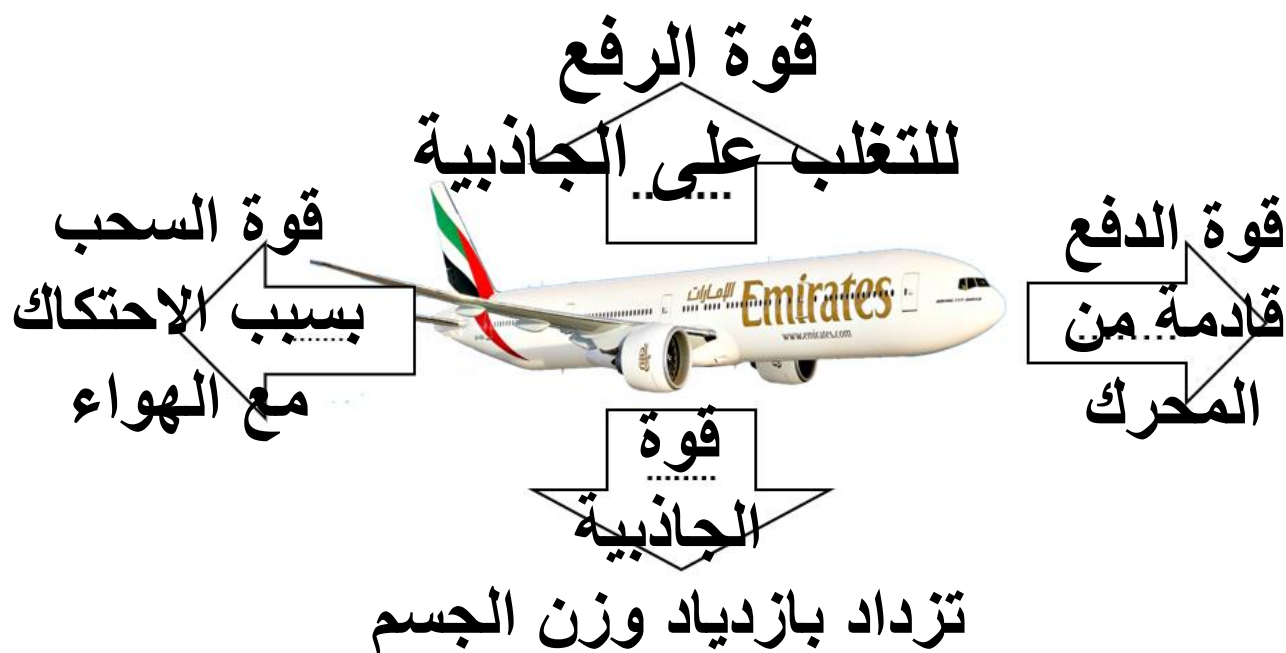 قوة الرفع
للتغلب على الجاذبية
........
قوة الدفع
قادمة من
........
المحرك
قوة السحب
بسبب الاحتكاك
........
مع الهواء
الإمارات Emirates
www.emirates.com
قوة
........
الجاذبية
تزداد بازدياد وزن الجسم